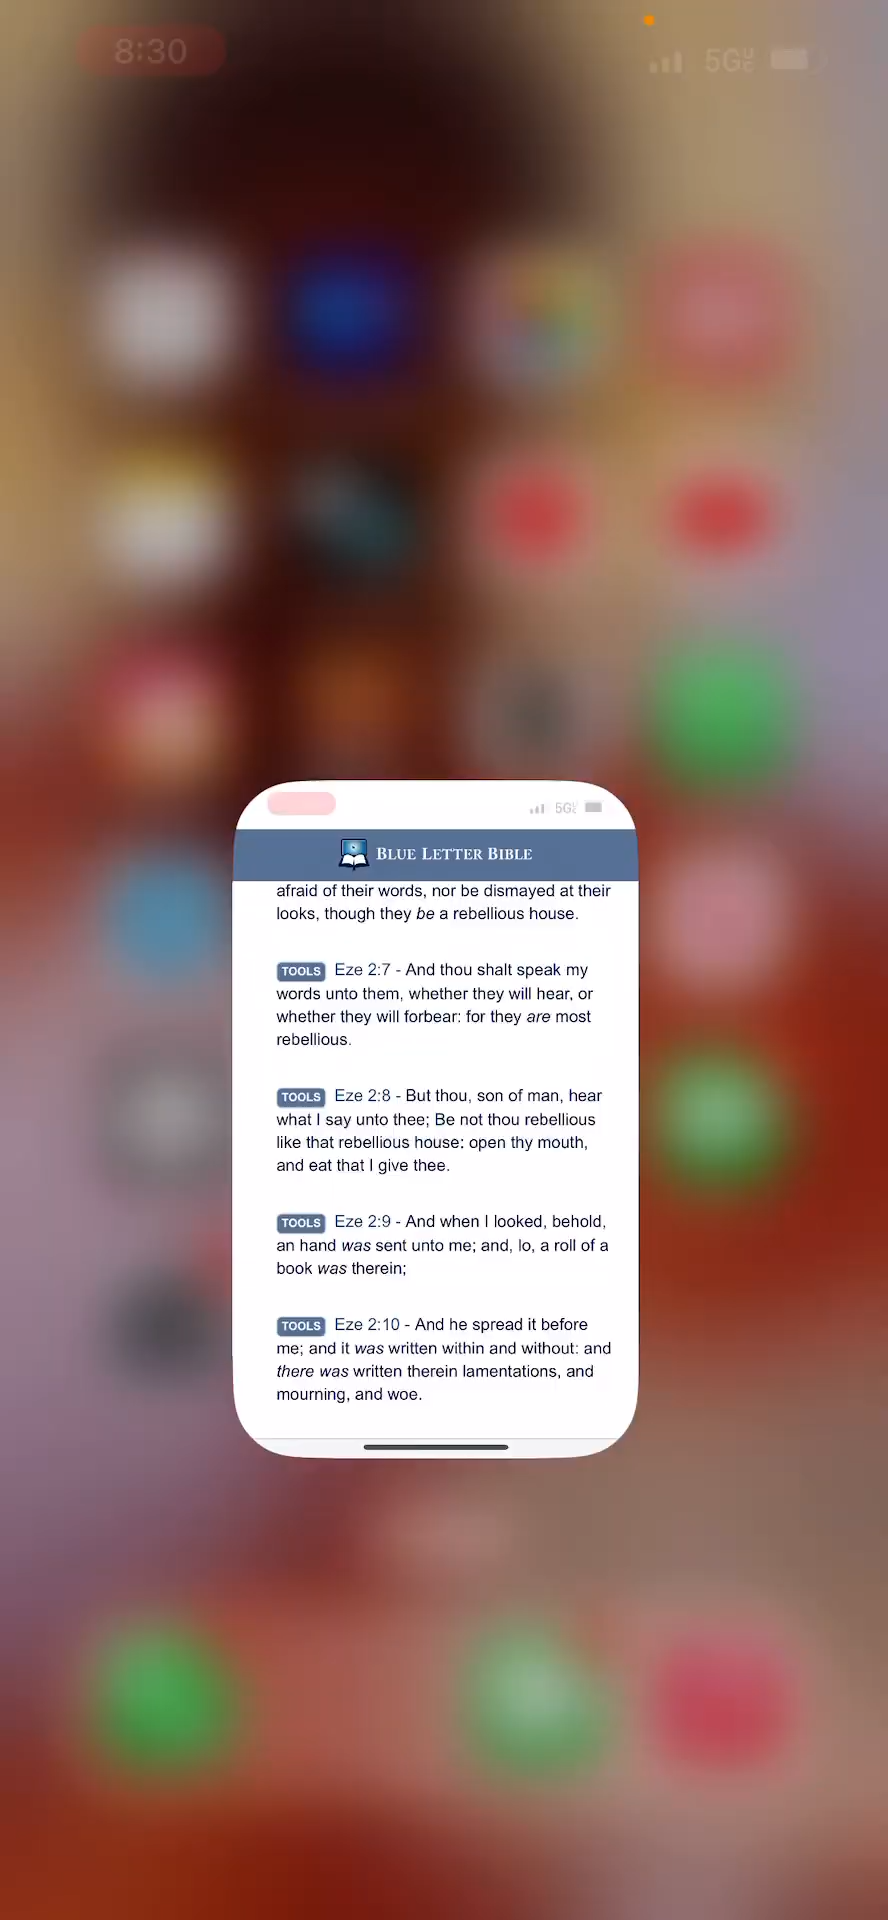 8:30
5G
5G
BLUE LETTER BIBLE
afraid of their words, nor be dismayed at their
looks, though they be a rebellious house.
TOOLS Eze 2:7 - And thou shalt speak my
words unto them, whether they will hear, or
whether they will forbear: for they are most
rebellious.
TOOLS Eze 2:8 - But thou, son of man, hear
what I say unto thee; Be not thou rebellious
like that rebellious house: open thy mouth,
and eat that I give thee.
TOOLS Eze 2:9 - And when I looked, behold,
an hand was sent unto me; and, lo, a roll of a
book was therein;
TOOLS Eze 2:10 - And he spread it before
me; and it was written within and without: and
there was written therein lamentations, and
mourning, and woe.